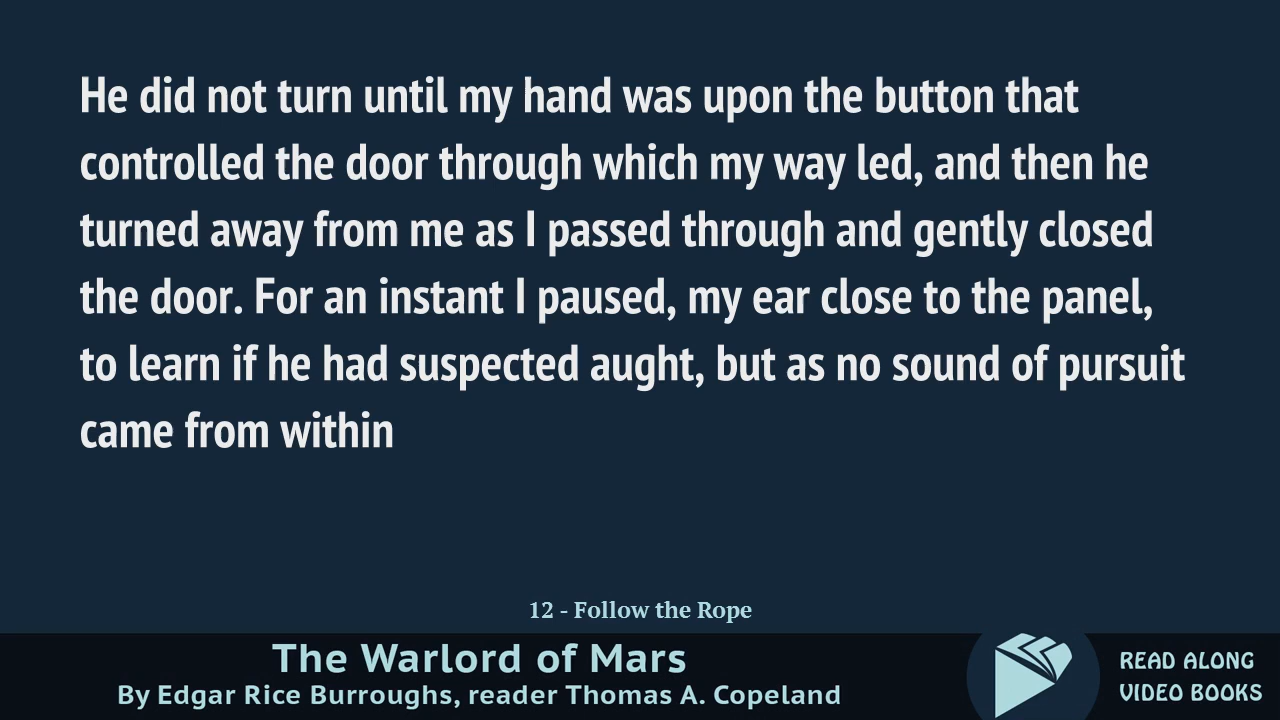 He did not turn until my hand was upon the button that
controlled the door through which my way led, and then he
turned away from me as I passed through and gently closed
the door. For an instant I paused, my ear close to the panel,
to learn if he had suspected aught, but as no sound of pursuit
came from within
12 - Follow the Rope
The Warlord of Mars
By Edgar Rice Burroughs, reader Thomas A. Copeland
READ ALONG
VIDEO BOOKS